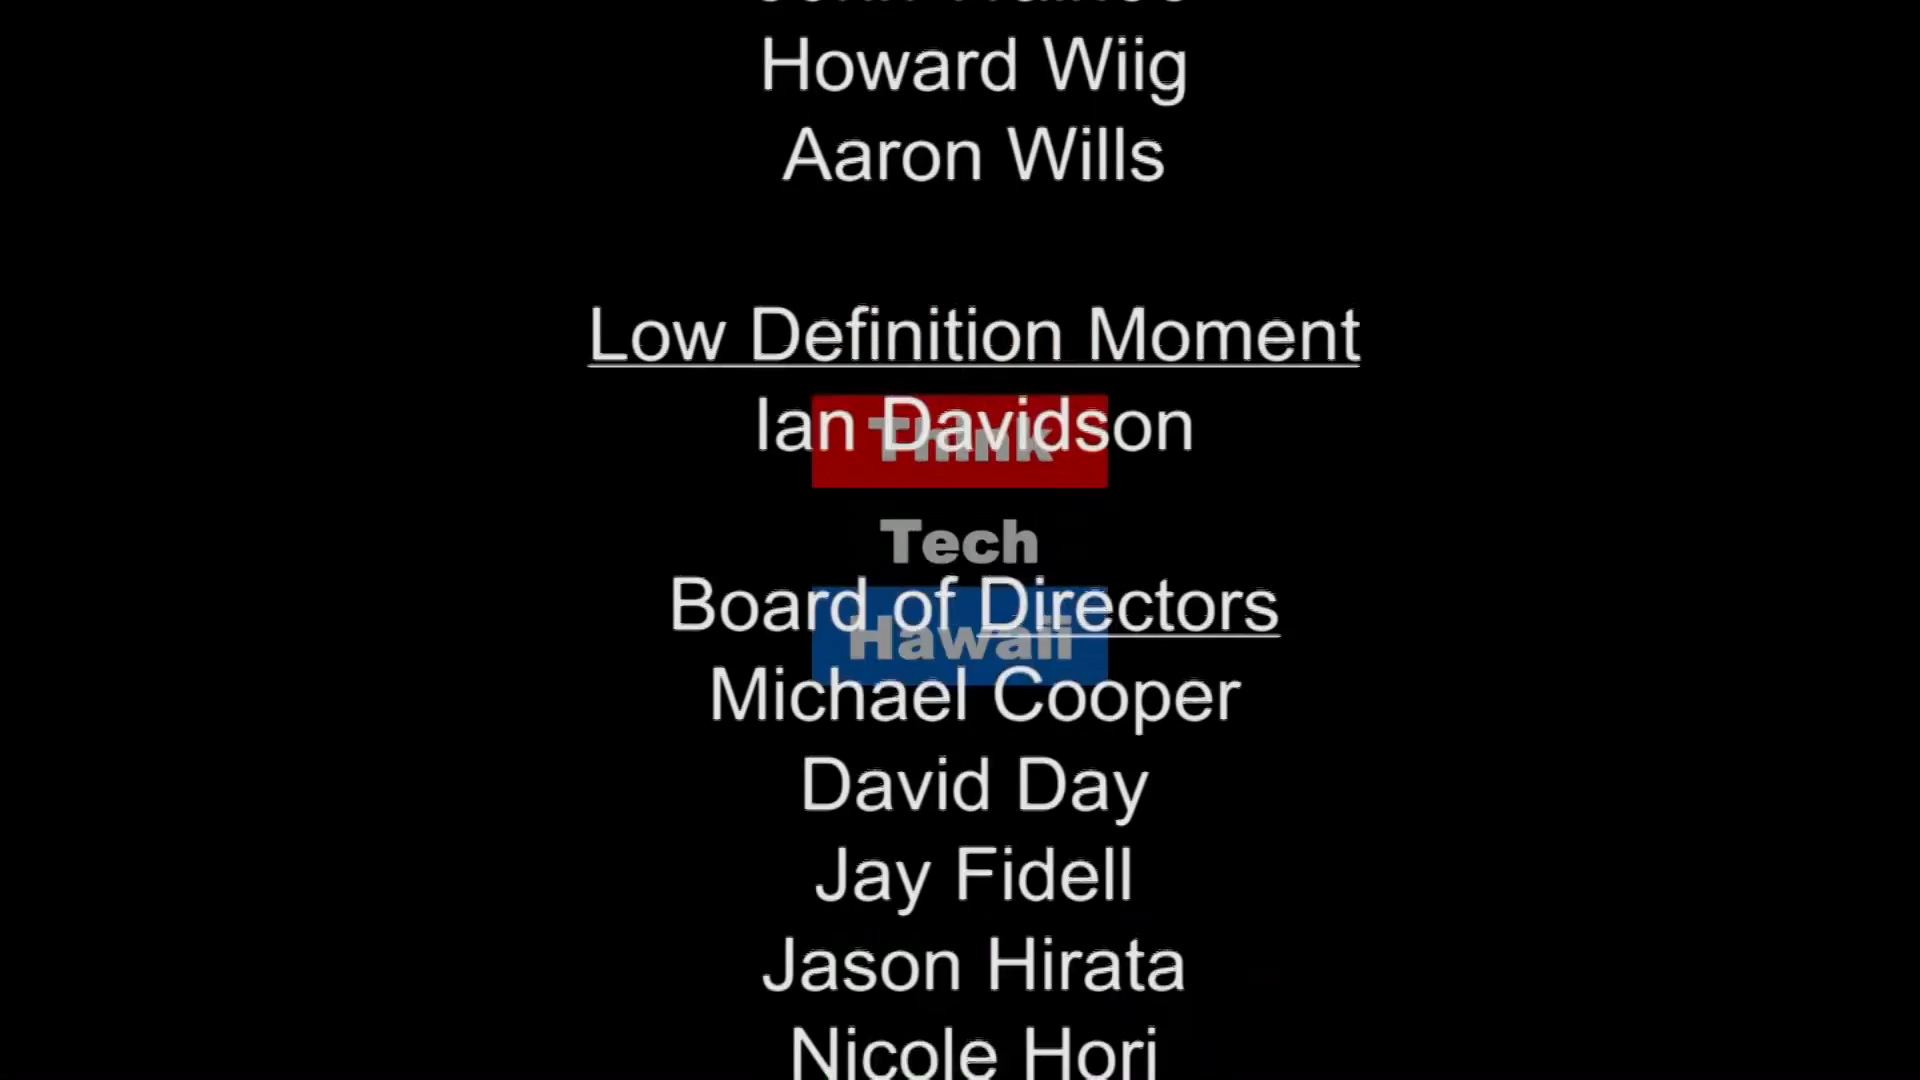 Howard Wiig
Aaron Wills
Low Definition Moment
Ian Davidson
Think
Tech
Board of Directors
Hawaii
Michael Cooper
David Day
Jay Fidell
Jason Hirata
Nicole Hori